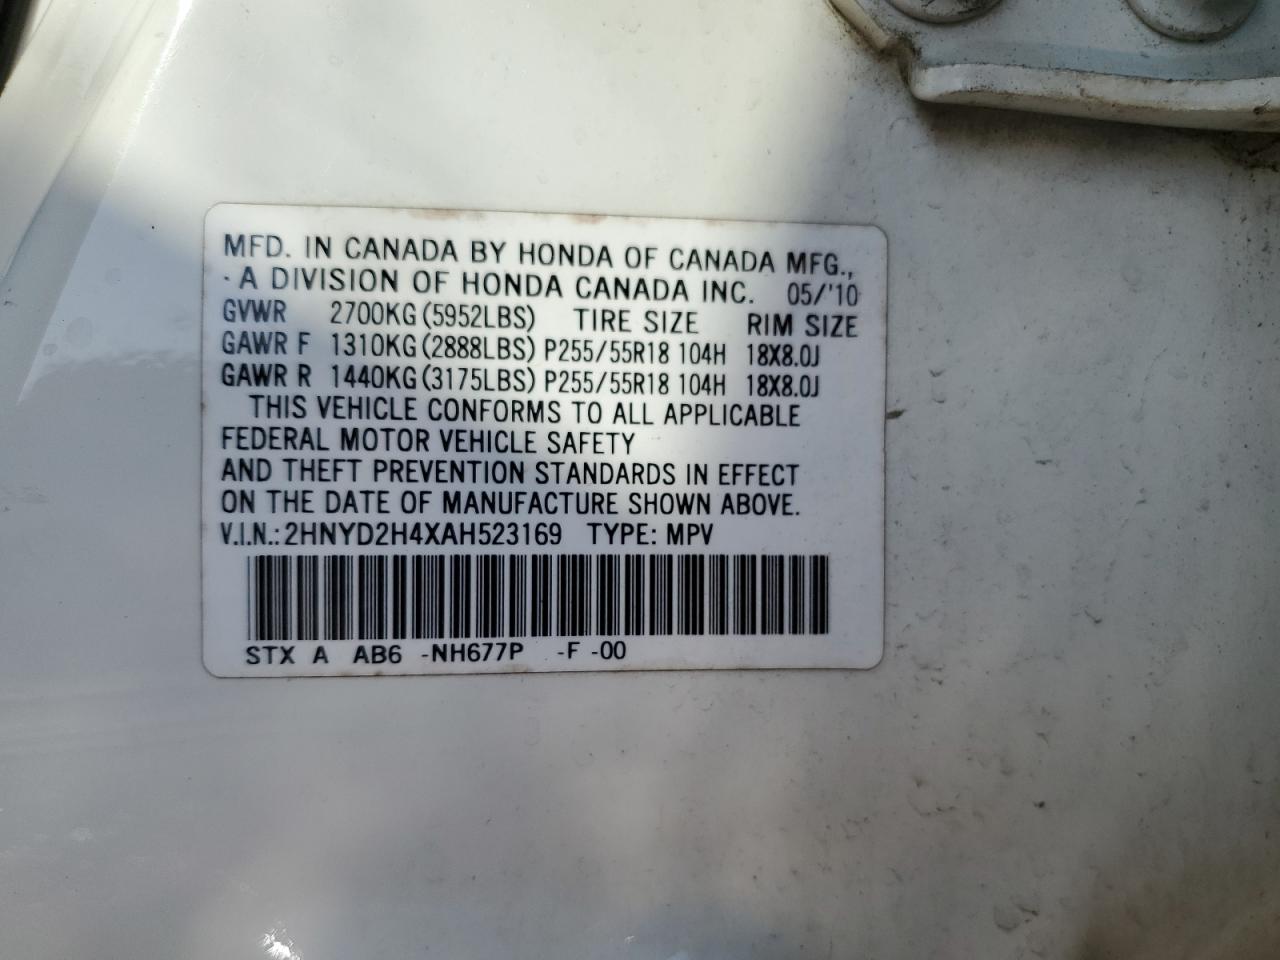 MFD. IN CANADA BY HONDA OF CANADA MFG.,
A DIVISION OF HONDA CANADA INC. 05/'10
GVWR 2700KG (5952LBS) TIRE SIZE RIM SIZE
GAWR F 1310KG (2888LBS) P255/55R18 104H 18X8.0J
GAWR R 1440KG (3175LBS) P255/55R18 104H 18X8.0J
THIS VEHICLE CONFORMS TO ALL APPLICABLE
FEDERAL MOTOR VEHICLE SAFETY
AND THEFT PREVENTION STANDARDS IN EFFECT
ON THE DATE OF MANUFACTURE SHOWN ABOVE.
V.I.N.: 2HNYD2H4XAH523169 TYPE: MPV
STX A AB6 -NH677P -F -00